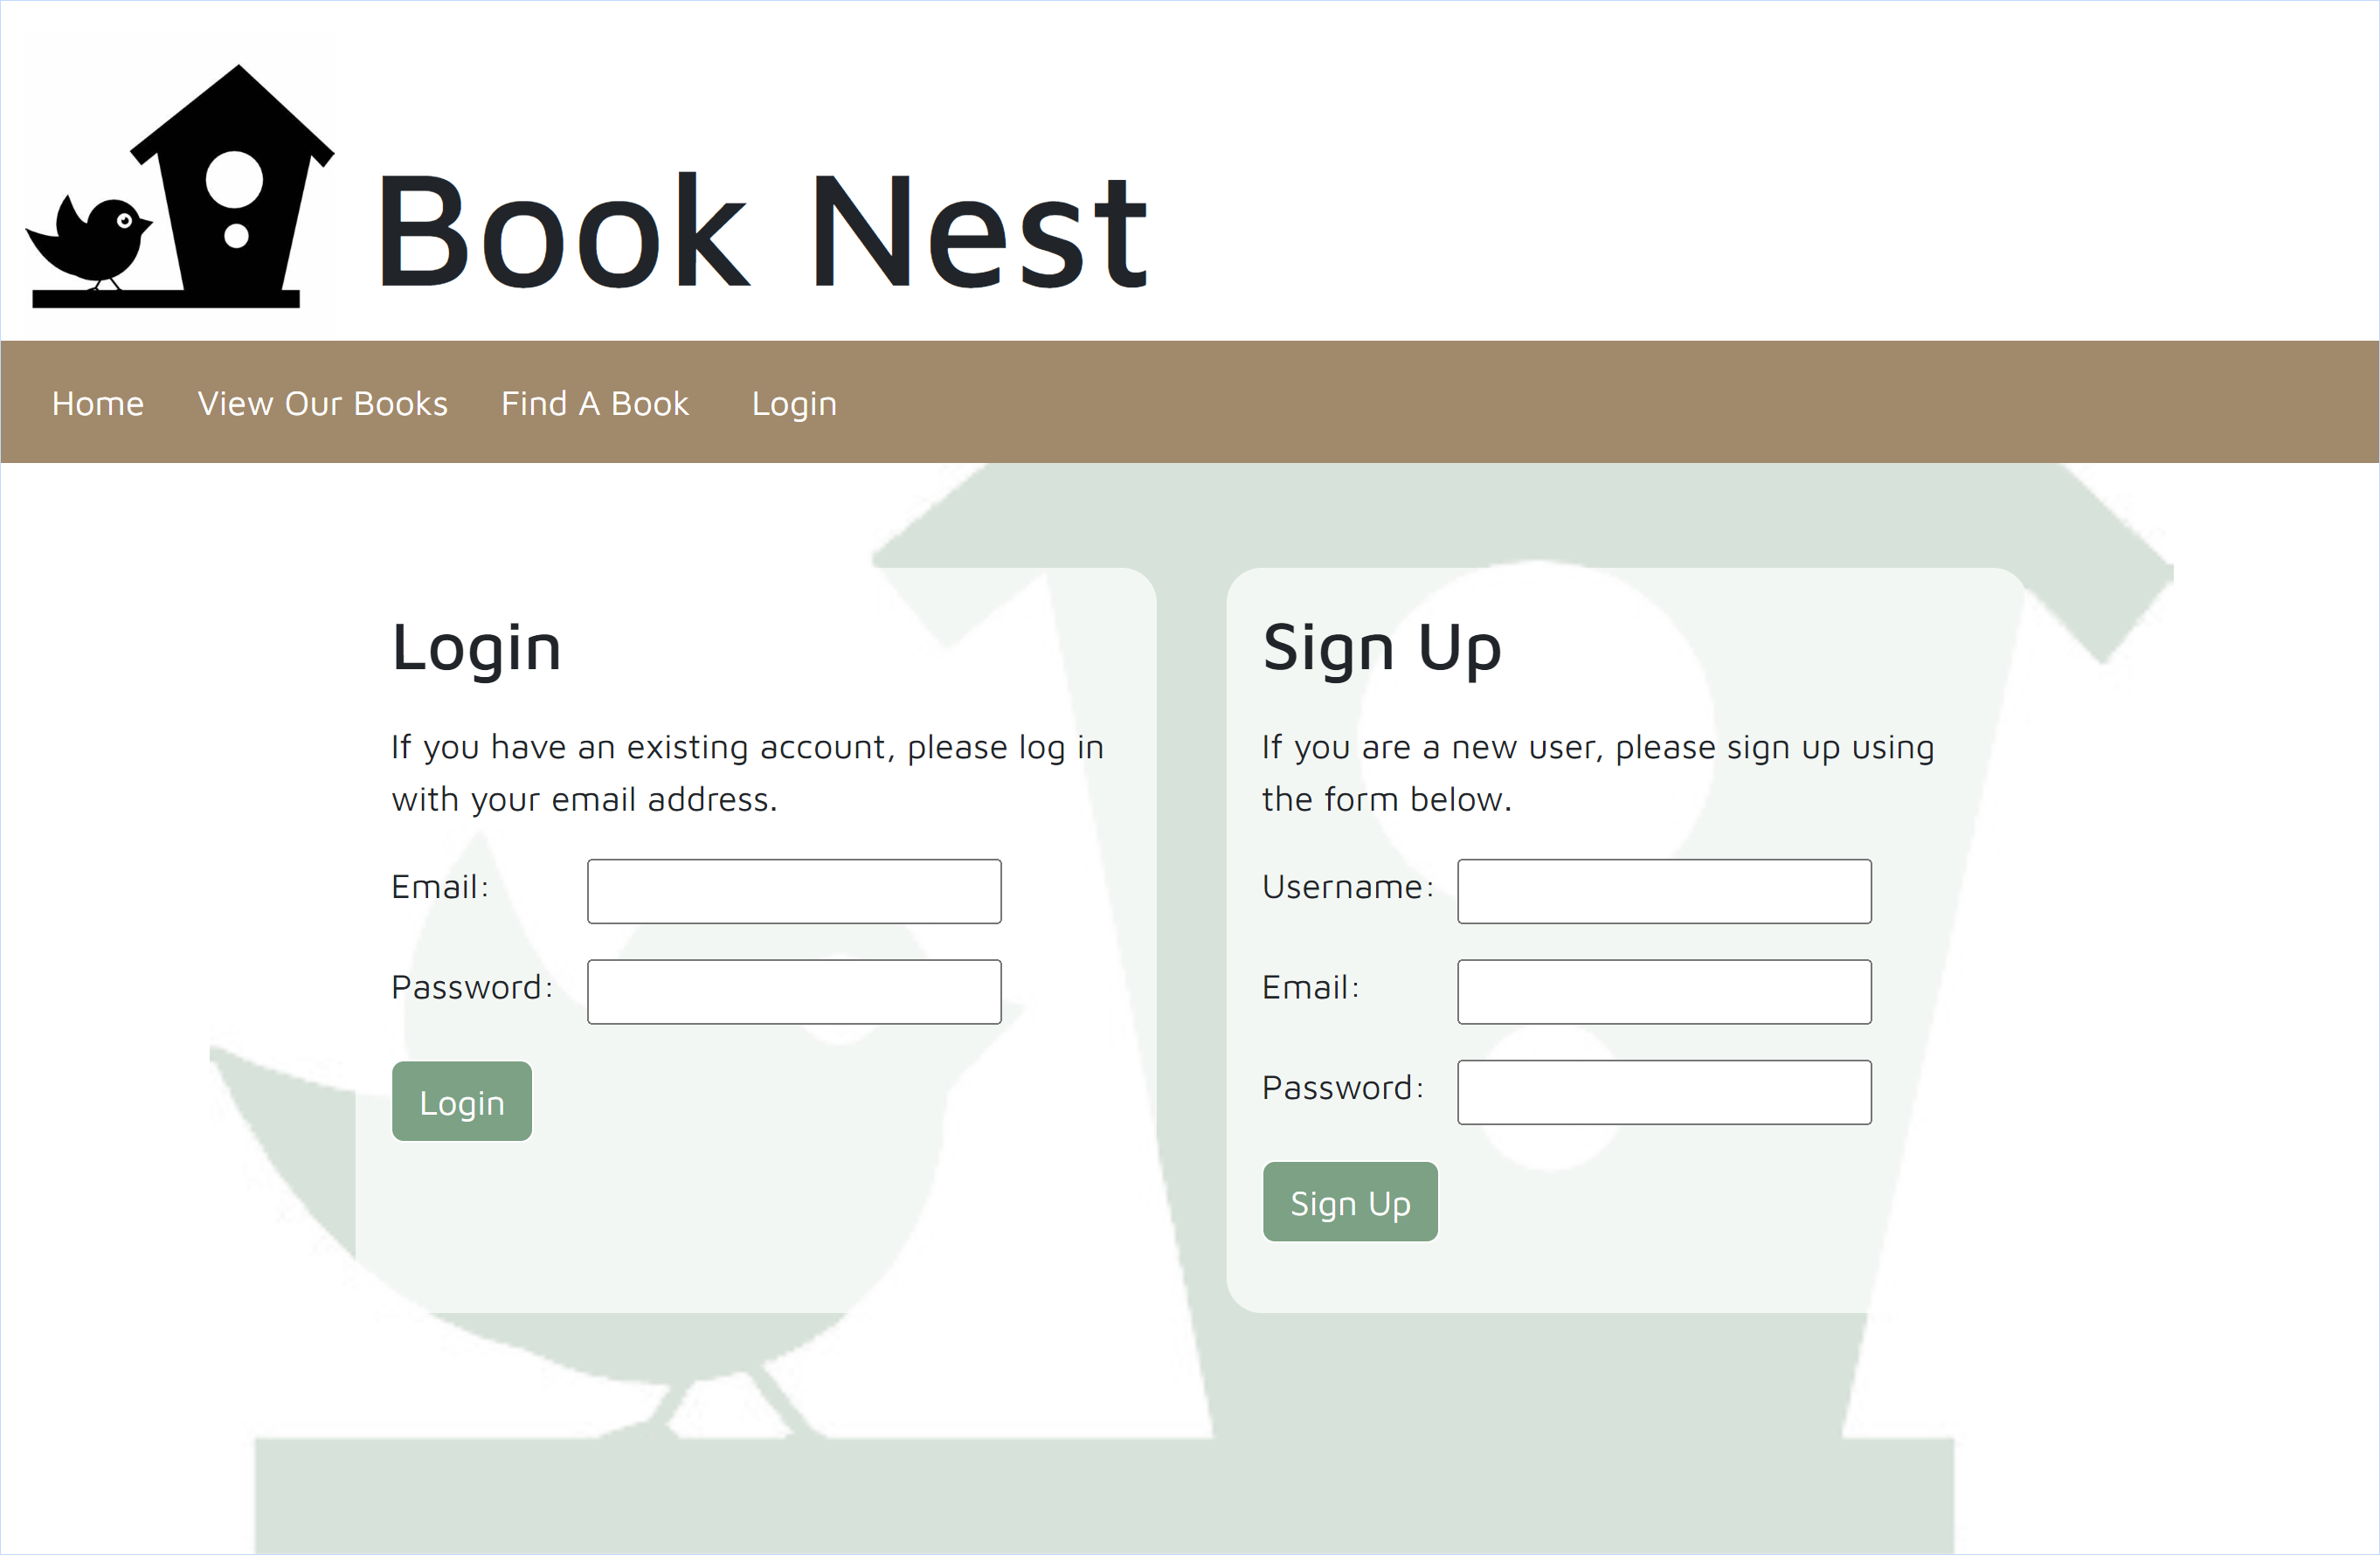 Book Nest
Home View Our Books Find A Book Login
Login
If you have an existing account, please log in
with your email address.
Email:
Password:
Login
Sign Up
If you are a new user, please sign up using
the form below.
Username:
Email:
Password:
Sign Up